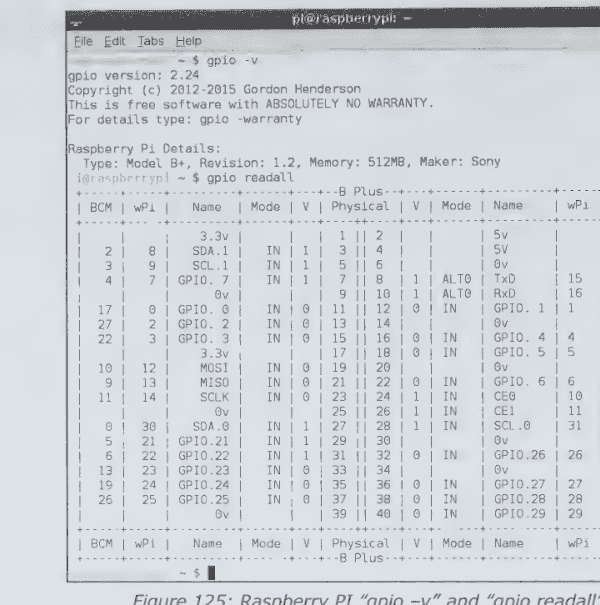 pi@raspberrypi: ~
File Edit Tabs Help
~ $ gpio -v
gpio version: 2.24
Copyright (c) 2012-2015 Gordon Henderson
This is free software with ABSOLUTELY NO WARRANTY.
For details type: gpio -warranty
Raspberry Pi Details:
Type: Model B+, Revision: 1.2, Memory: 512MB, Maker: Sony
i@raspberrypi ~ $ gpio readall
+-----+-----+---------+------+---+--B Plus--+---+------+---------+-----
| BCM | wPi | Name | Mode | V | Physical | V | Mode | Name | wPi
| | | 3.3v | | | 1 || 2 | | | 5v
| 2 | 8 | SDA.1 | IN | 1 | 3 || 4 | | | 5V
| 3 | 9 | SCL.1 | IN | 1 | 5 || 6 | | | 0v
| 4 | 7 | GPIO. 7 | IN | 1 | 7 || 8 | 1 | ALT0 | TxD | 15
| | | 0v | | | 9 || 10 | 1 | ALT0 | RxD | 16
| 17 | 0 | GPIO. 0 | IN | 0 | 11 || 12 | 0 | IN | GPIO. 1 | 1
| 27 | 2 | GPIO. 2 | IN | 0 | 13 || 14 | | | 0v
| 22 | 3 | GPIO. 3 | IN | 0 | 15 || 16 | 0 | IN | GPIO. 4 | 4
| | | 3.3v | | | 17 || 18 | 0 | IN | GPIO. 5 | 5
| 10 | 12 | MOSI | IN | 0 | 19 || 20 | | | 0v
| 9 | 13 | MISO | IN | 0 | 21 || 22 | 0 | IN | GPIO. 6 | 6
| 11 | 14 | SCLK | IN | 0 | 23 || 24 | 1 | IN | CE0 | 10
| | | 0v | | | 25 || 26 | 1 | IN | CE1 | 11
| 0 | 30 | SDA.0 | IN | 1 | 27 || 28 | 1 | IN | SCL.0 | 31
| 5 | 21 | GPIO.21 | IN | 1 | 29 || 30 | | | 0v
| 6 | 22 | GPIO.22 | IN | 1 | 31 || 32 | 0 | IN | GPIO.26 | 26
| 13 | 23 | GPIO.23 | IN | 0 | 33 || 34 | | | 0v
| 19 | 24 | GPIO.24 | IN | 0 | 35 || 36 | 0 | IN | GPIO.27 | 27
| 26 | 25 | GPIO.25 | IN | 0 | 37 || 38 | 0 | IN | GPIO.28 | 28
| | | 0v | | | 39 || 40 | 0 | IN | GPIO.29 | 29
| BCM | wPi | Name | Mode | V | Physical | V | Mode | Name | wPi
+-----+-----+---------+------+---+--B Plus--+---+------+---------+-----
~ $
Figure 125: Raspberry PI "gpio –v" and "gpio readall"